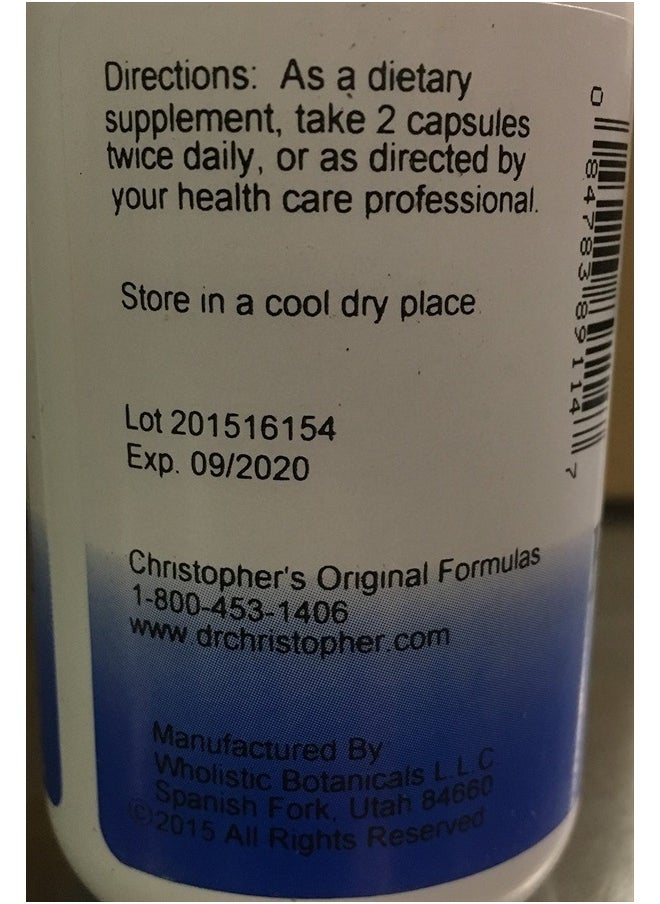 Directions: As a dietary
supplement, take 2 capsules
twice daily, or as directed by
your health care professional.
Store in a cool dry place
Lot 201516154
Exp. 09/2020
Christopher's Original Formulas
1-800-453-1406
www.drchristopher.com
Manufactured By
Wholistic Botanicals L.L.C
Spanish Fork, Utah 84660
©2015 All Rights Reserved
0 84783 89114 7